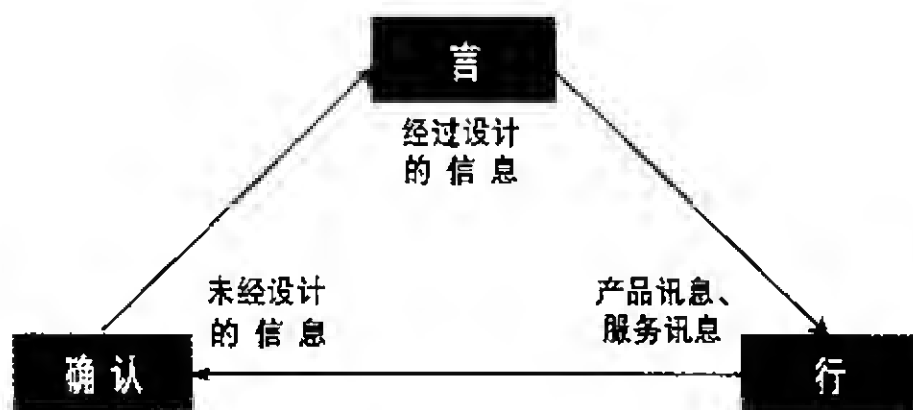 言
经过设计
的信息
未经设计
的信息
产品讯息、
服务讯息
确认
行